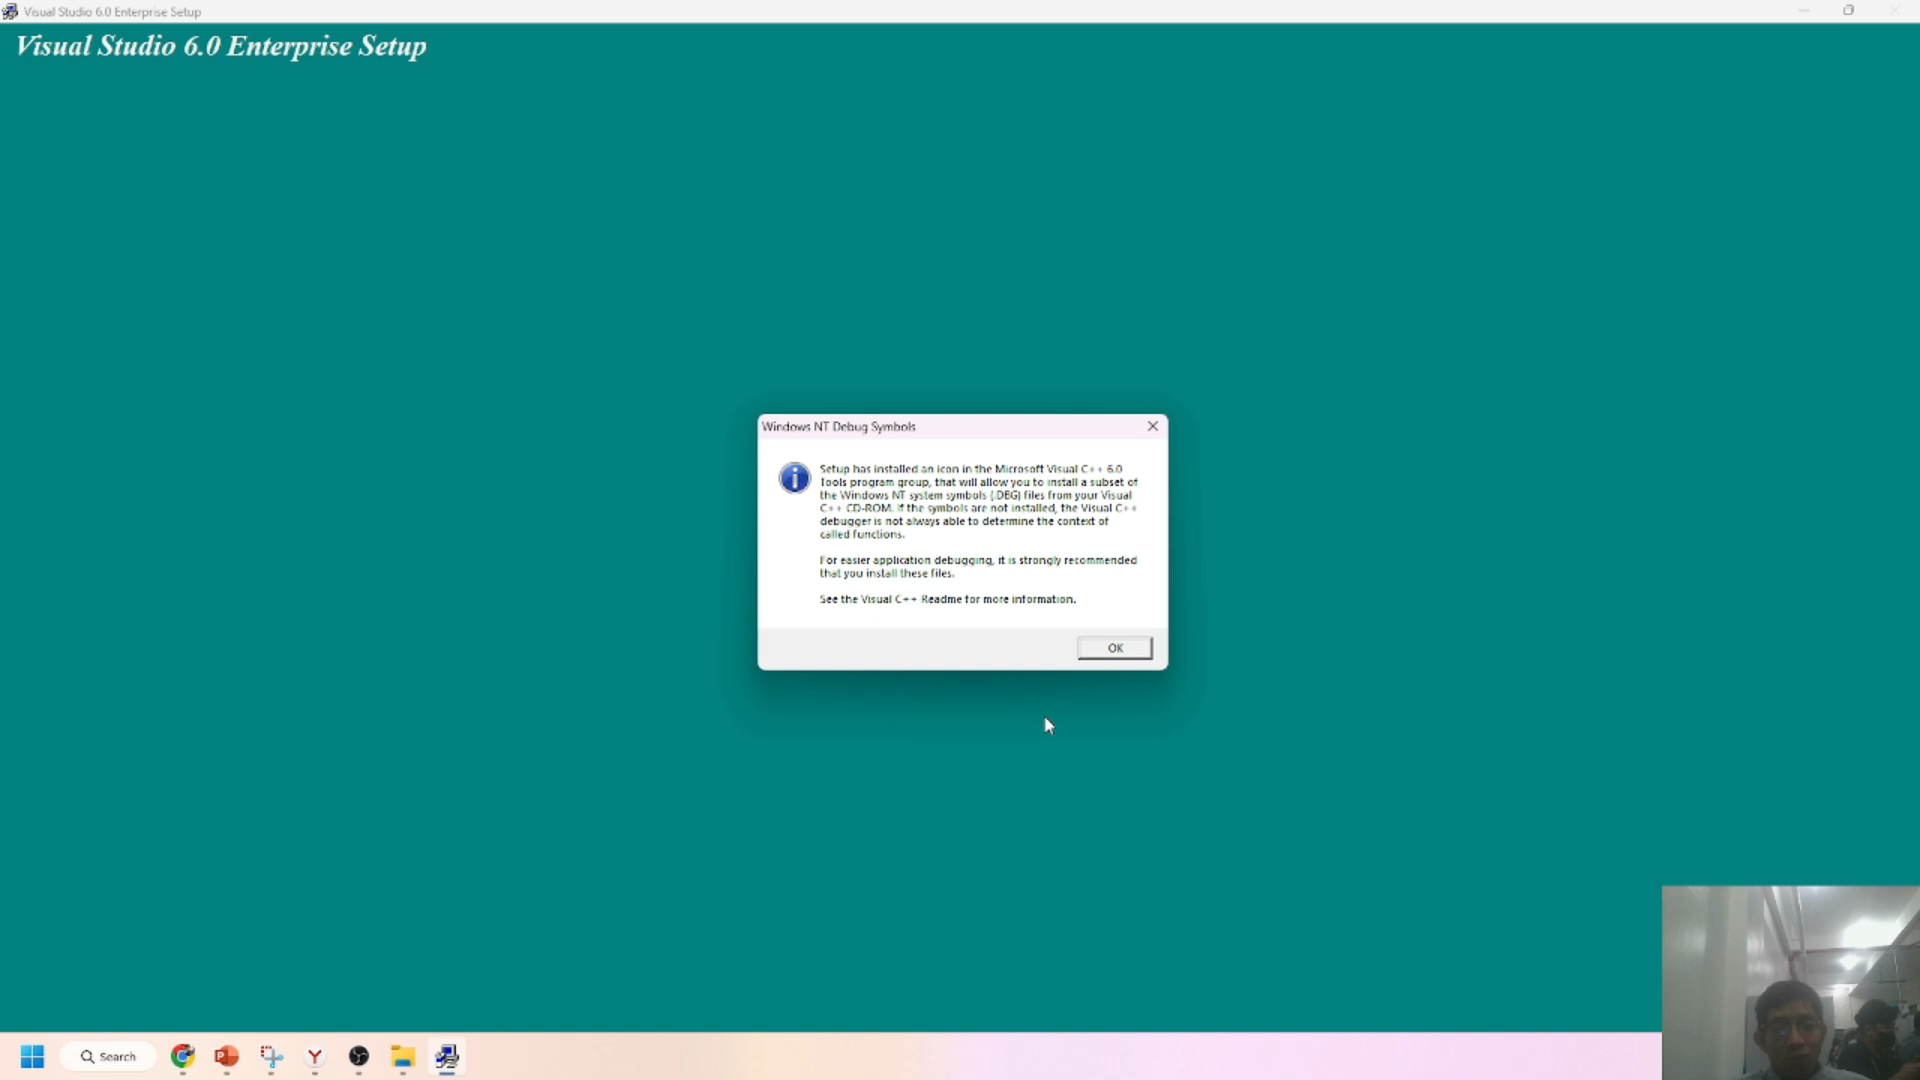 Visual Studio 6.0 Enterprise Setup
Visual Studio 6.0 Enterprise Setup
Windows NT Debug Symbols
Setup has installed an icon in the Microsoft Visual C++ 6.0
Tools program group, that will allow you to install a subset of
the Windows NT system symbols (.DBG) files from your Visual
C++ CD-ROM. If the symbols are not installed, the Visual C++
debugger is not always able to determine the context of
called functions.
For easier application debugging, it is strongly recommended
that you install these files.
See the Visual C++ Readme for more information.
OK
Search